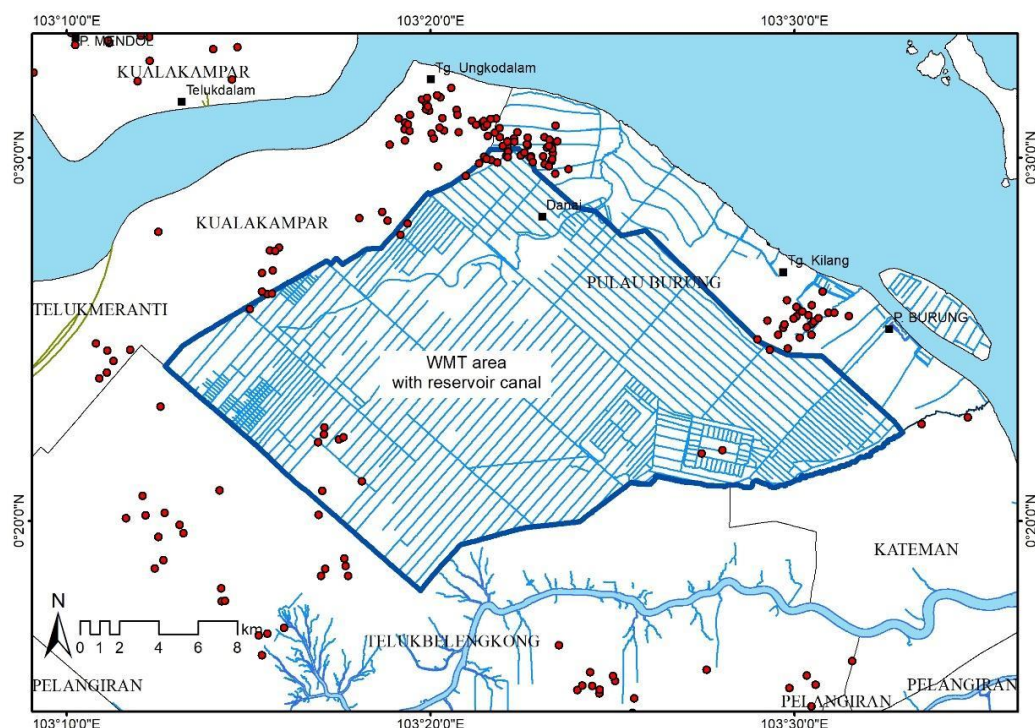 103°10'0"E
103°20'0"E
103°30'0"E
P. MENDOL
KUALAKAMPAR
Telukdalam
Tg. Ungkodalam
0°30'0"N
0°30'0"N
Danai
KUALAKAMPAR
Tg. Kilang
PULAU BURUNG
TELUKMERANTI
P. BURUNG
WMT area
with reservoir canal
0°20'0"N
0°20'0"N
KATEMAN
N
km
0 1 2 4 6 8
TELUKBELENGKONG
PELANGIRAN
PELANGIRAN
PELANGIRAN
103°10'0"E
103°20'0"E
103°30'0"E